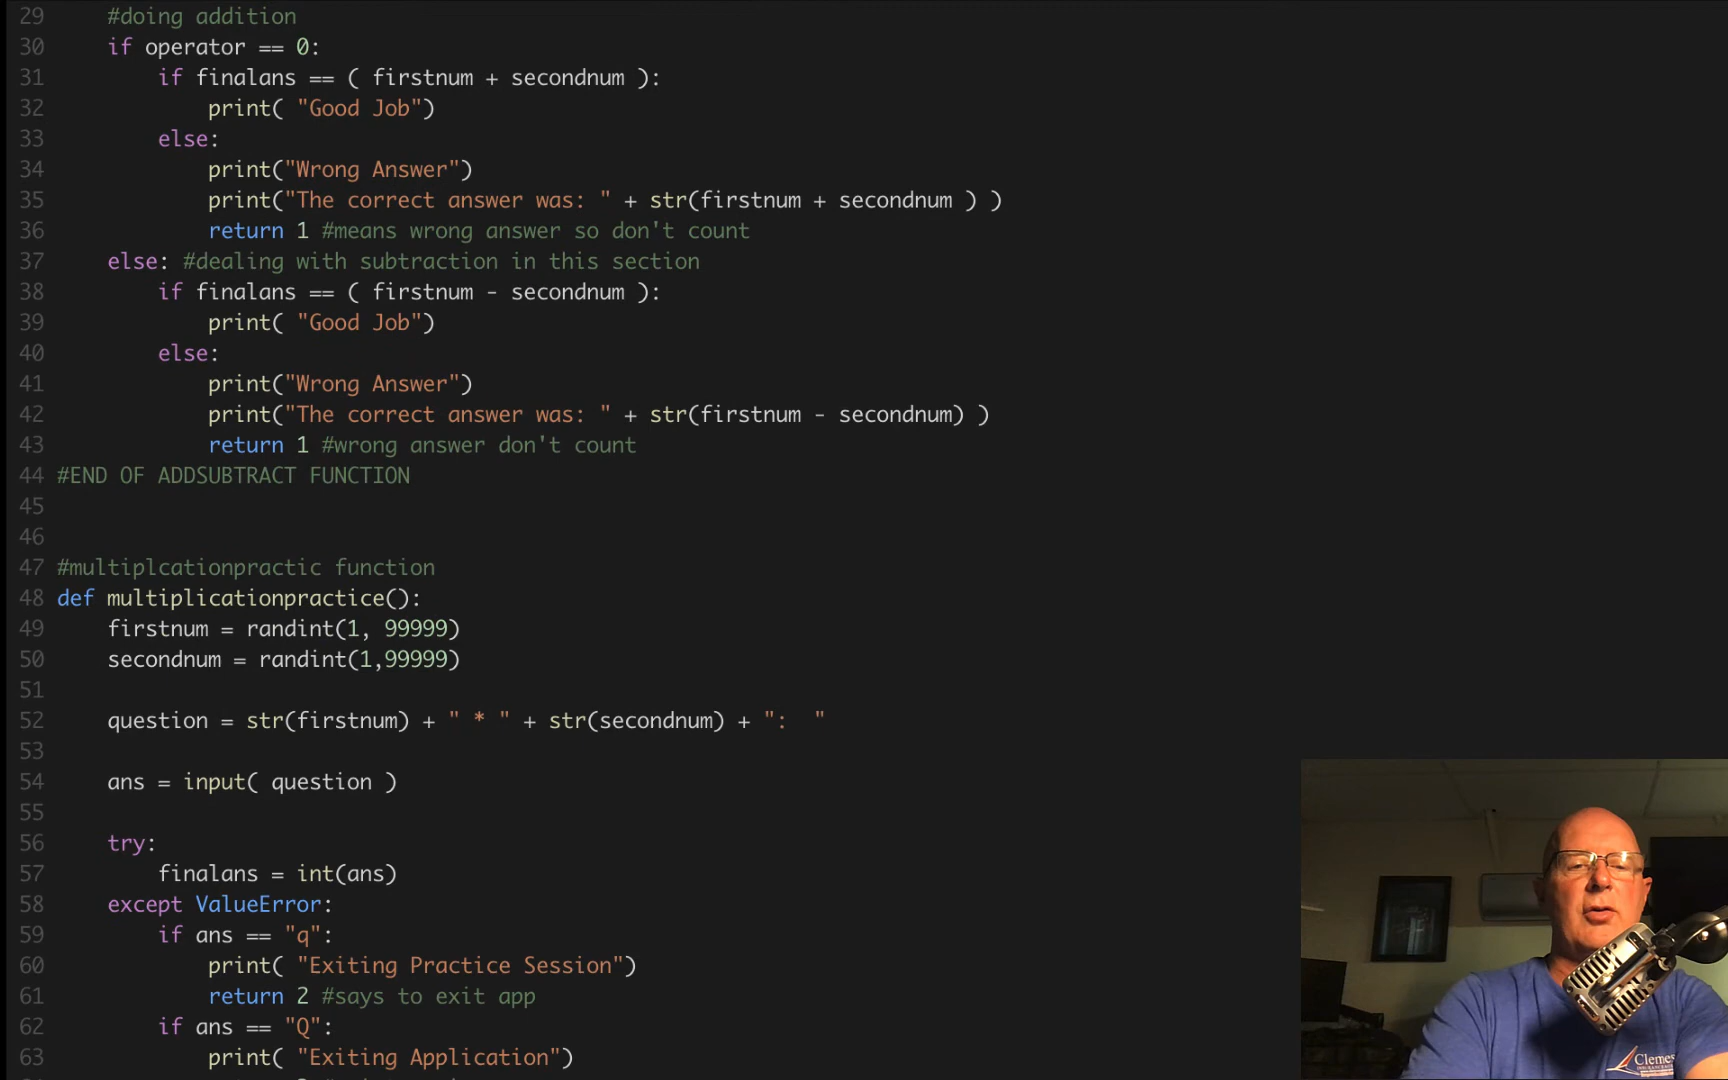 29 #doing addition
30 if operator == 0:
31 if finalans == ( firstnum + secondnum ):
32 print( "Good Job")
33 else:
34 print("Wrong Answer")
35 print("The correct answer was: " + str(firstnum + secondnum ) )
36 return 1 #means wrong answer so don't count
37 else: #dealing with subtraction in this section
38 if finalans == ( firstnum - secondnum ):
39 print( "Good Job")
40 else:
41 print("Wrong Answer")
42 print("The correct answer was: " + str(firstnum - secondnum) )
43 return 1 #wrong answer don't count
44 #END OF ADDSUBTRACT FUNCTION
45
46
47 #multiplcationpractic function
48 def multiplicationpractice():
49 firstnum = randint(1, 99999)
50 secondnum = randint(1,99999)
51
52 question = str(firstnum) + " * " + str(secondnum) + ":  "
53
54 ans = input( question )
55
56 try:
57 finalans = int(ans)
58 except ValueError:
59 if ans == "q":
60 print( "Exiting Practice Session")
61 return 2 #says to exit app
62 if ans == "Q":
63 print( "Exiting Application")
Clemes